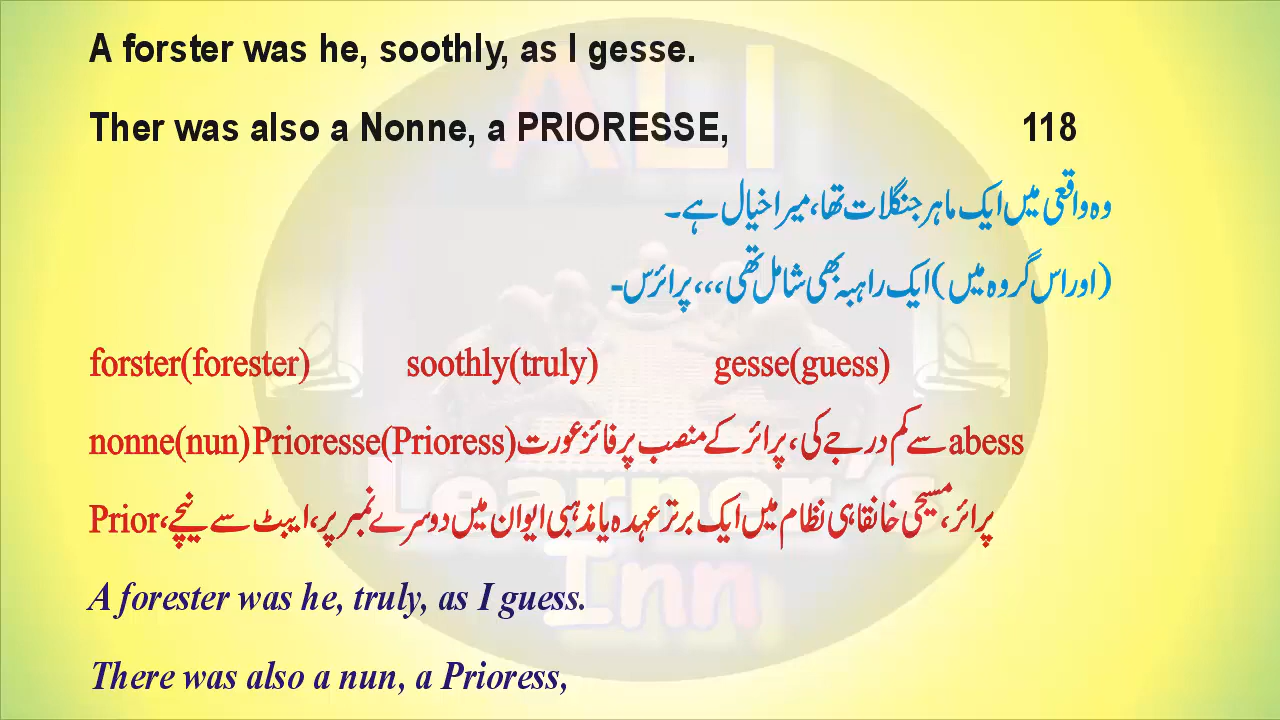 A forster was he, soothly, as I gesse.
Ther was also a Nonne, a PRIORESSE, 118
وہ واقعی میں ایک ماہر جنگلات تھا، میرا خیال ہے۔
(اور اس گروہ میں) ایک راہبہ بھی شامل تھی ،،، پرائرس-
forster(forester) soothly(truly) gesse(guess)
nonne(nun) Prioresse(Prioress) سے کم درجے کی، پرائر کے منصب پر فائز عورت abess
Prior، پرائر، مسیحی خانقاہی نظام میں ایک برتر عہدہ یا مذہبی ایوان میں دوسرے نمبر پر، ایبٹ سے نیچے
A forester was he, truly, as I guess.
There was also a nun, a Prioress,
ALI
Learner's
Inn